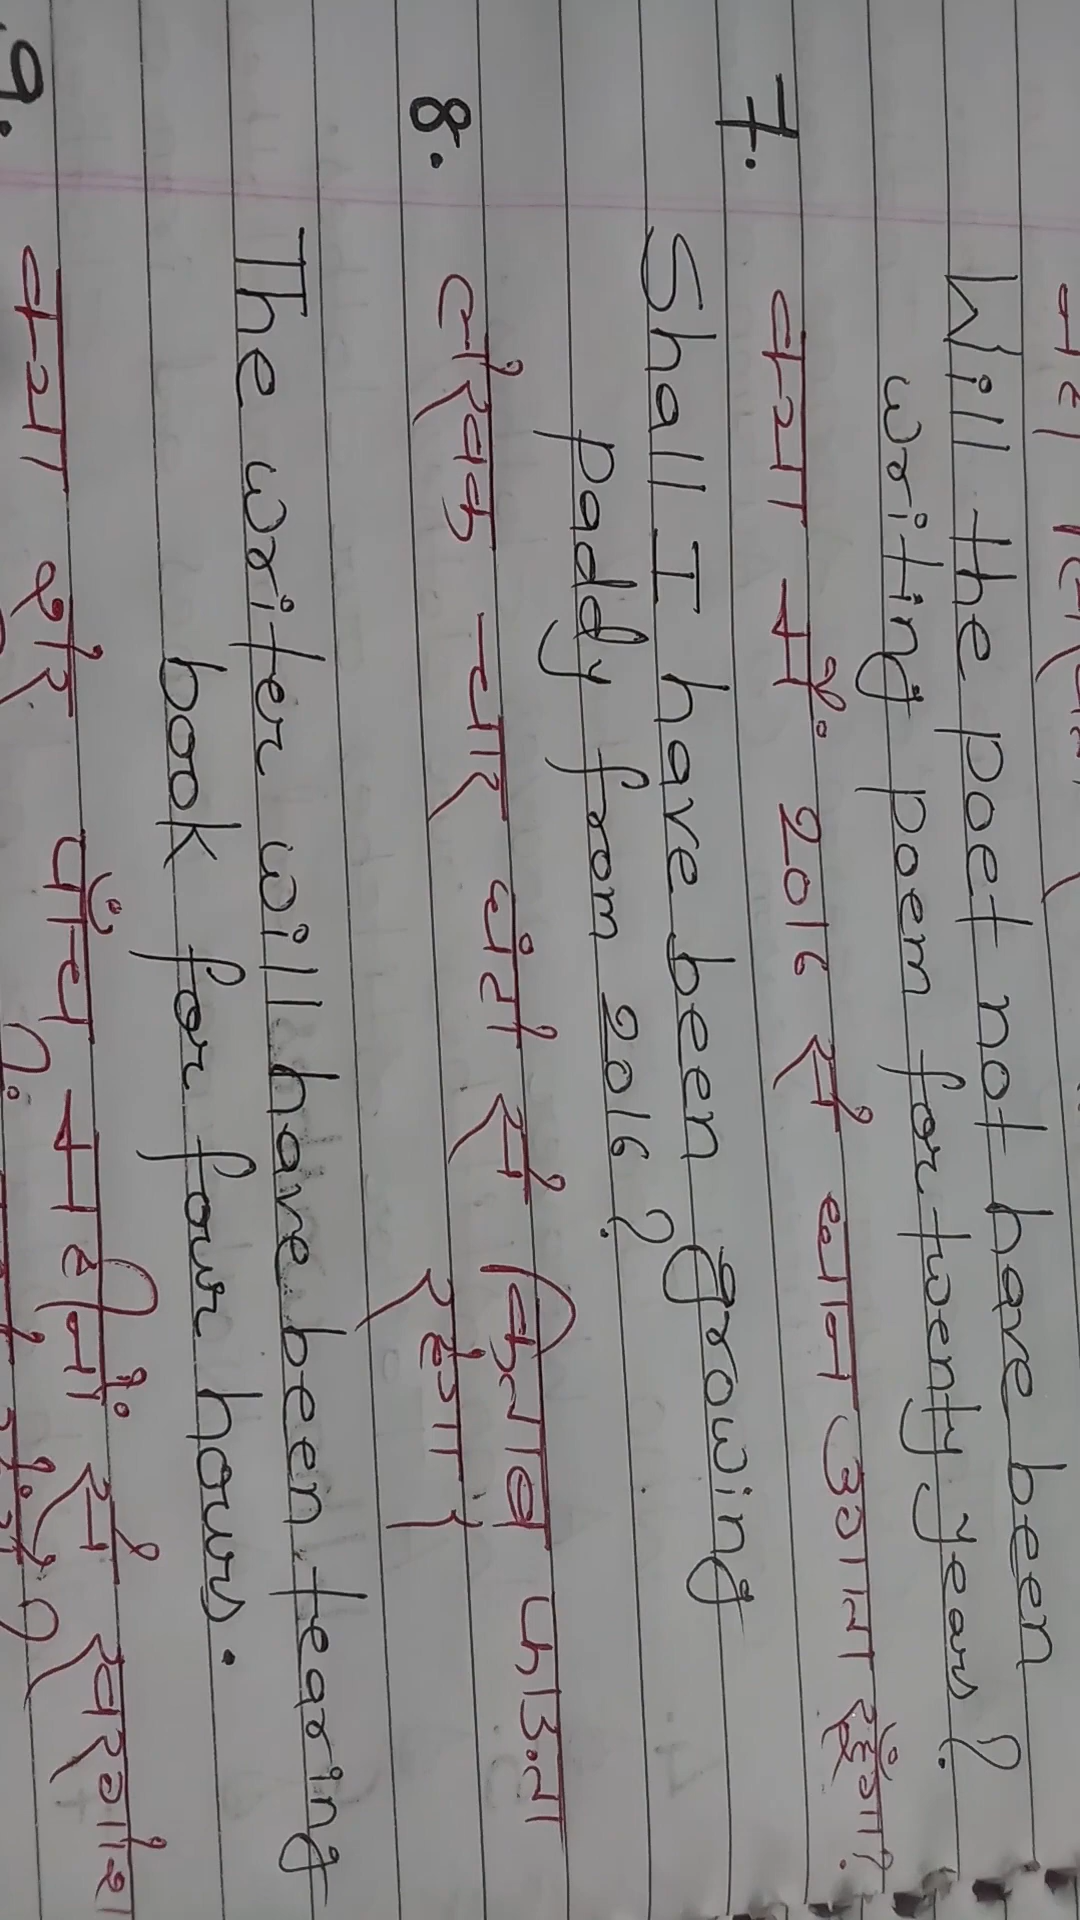 Will the poet not have been
writing poem for twenty years?
7. क्या मैं 2016 से धान उगाता रहूँगा?
Shall I have been growing
paddy from 2016?
8. लेखक चार घंटे से किताब फाड़ता
रहेगा।
The writer will have been tearing
book for four hours.
9. क्या शेर पाँच महीनों से खरगोश